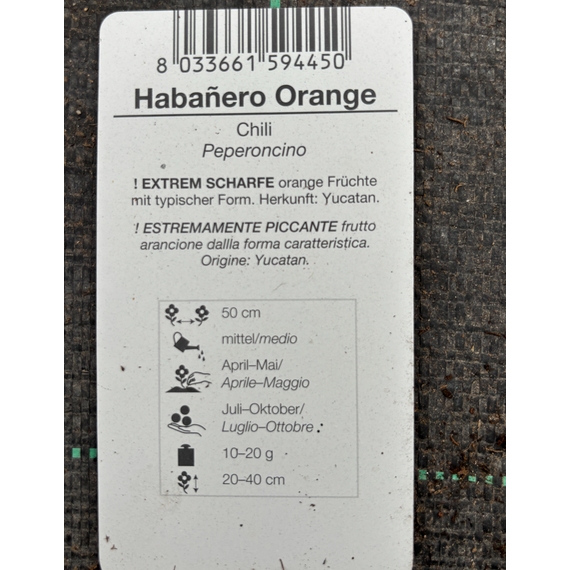 8 033661 594450
Habañero Orange
Chili
Peperoncino
! EXTREM SCHARFE orange Früchte
mit typischer Form. Herkunft: Yucatan.
! ESTREMAMENTE PICCANTE frutto
arancione dallla forma caratteristica.
Origine: Yucatan.
50 cm
mittel/medio
April–Mai/
Aprile–Maggio
Juli–Oktober/
Luglio–Ottobre
10–20 g
20–40 cm